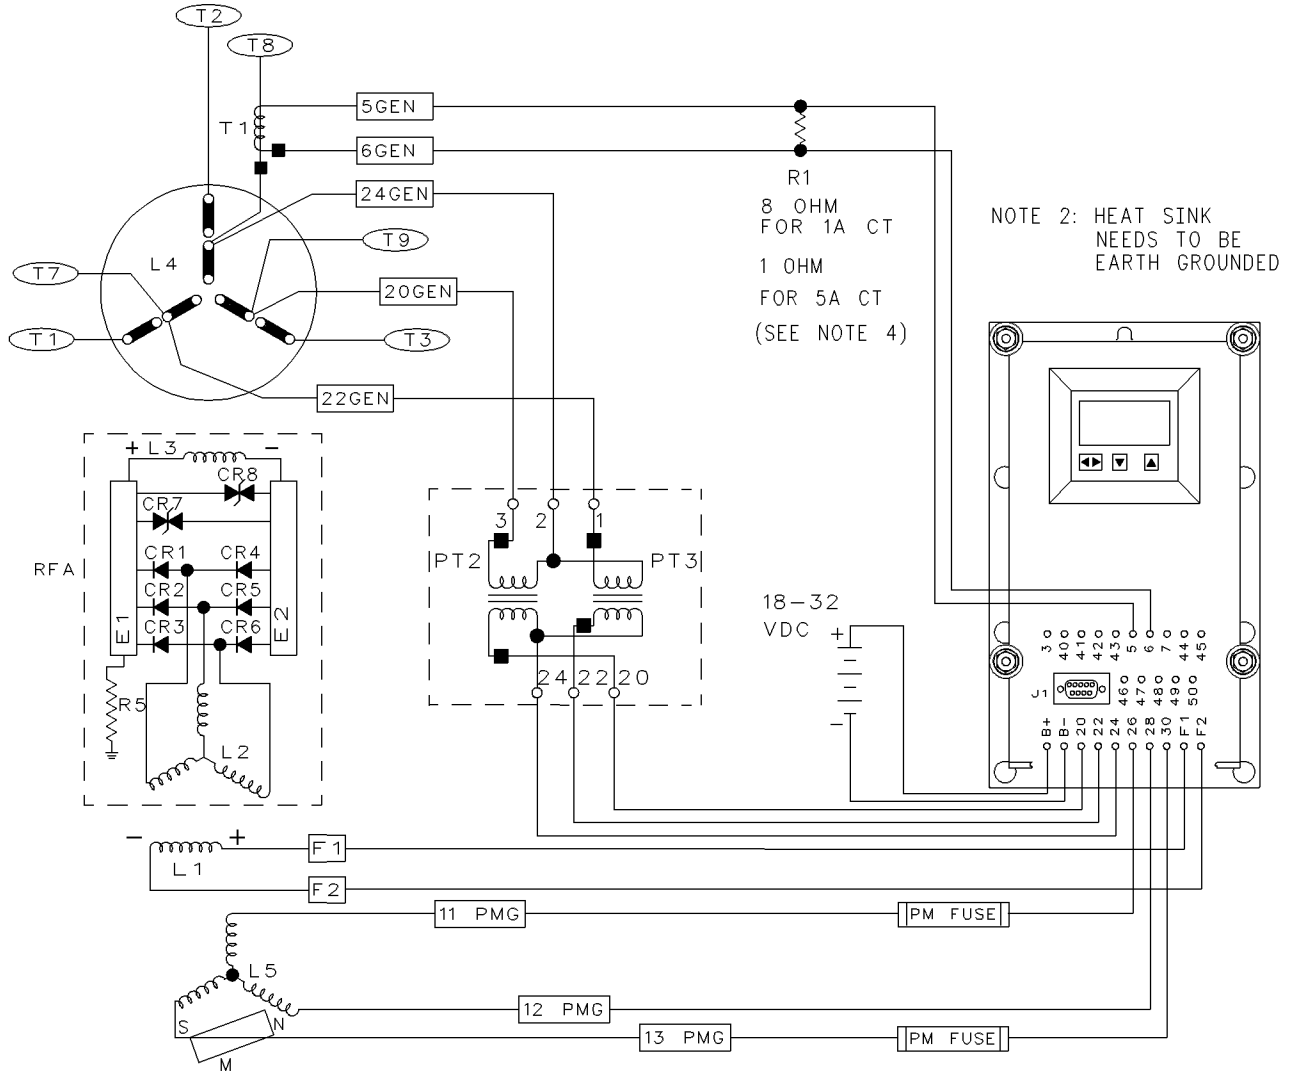 T2
T8
5GEN
T1
6GEN
R1
24GEN
8 OHM
FOR 1A CT
NOTE 2: HEAT SINK
NEEDS TO BE
EARTH GROUNDED
T9
L4
1 OHM
T7
20GEN
FOR 5A CT
T1
T3
(SEE NOTE 4)
22GEN
+ L3 -
CR8
CR7
3 2 1
CR1 CR4
PT2 PT3
RFA
CR2 CR5
E1 E2
CR3 CR6
18-32
VDC
+
-
24 22 20
R5
L2
3 40 41 42 43 5 6 7 44 45
J1
46 47 48 49 50
B+ B- 20 22 24 26 28 30 F1 F2
- +
L1
F1
F2
11 PMG
PM FUSE
L5
12 PMG
S N
M
13 PMG
PM FUSE